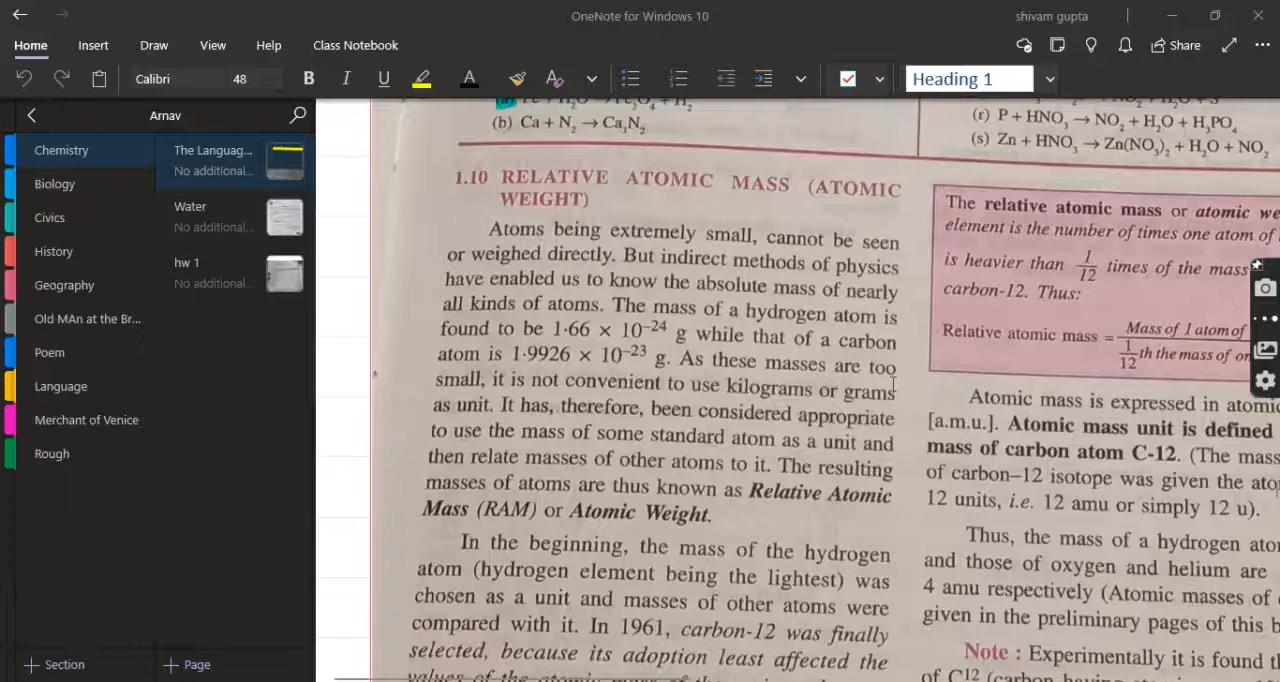 OneNote for Windows 10
shivam gupta
Home
Insert
Draw
View
Help
Class Notebook
Share
Calibri
48
B
I
U
A
Heading 1
Arnav
Chemistry
Biology
Civics
History
Geography
Old MAn at the Br...
Poem
Language
Merchant of Venice
Rough
The Languag...
No additional...
Water
No additional...
hw 1
No additional...
+ Section
+ Page
(b) Ca + N₂ → Ca₃N₂
1.10 RELATIVE ATOMIC MASS (ATOMIC
WEIGHT)
Atoms being extremely small, cannot be seen
or weighed directly. But indirect methods of physics
have enabled us to know the absolute mass of nearly
all kinds of atoms. The mass of a hydrogen atom is
found to be 1·66 × 10⁻²⁴ g while that of a carbon
atom is 1·9926 × 10⁻²³ g. As these masses are too
small, it is not convenient to use kilograms or grams
as unit. It has, therefore, been considered appropriate
to use the mass of some standard atom as a unit and
then relate masses of other atoms to it. The resulting
masses of atoms are thus known as Relative Atomic
Mass (RAM) or Atomic Weight.
In the beginning, the mass of the hydrogen
atom (hydrogen element being the lightest) was
chosen as a unit and masses of other atoms were
compared with it. In 1961, carbon-12 was finally
selected, because its adoption least affected the
(r) P + HNO₃ → NO₂ + H₂O + H₃PO₄
(s) Zn + HNO₃ → Zn(NO₃)₂ + H₂O + NO₂
The relative atomic mass or atomic we
element is the number of times one atom of
is heavier than 1/12 times of the mass
carbon-12. Thus:
Relative atomic mass = Mass of 1 atom of
1/12 th the mass of
Atomic mass is expressed in atomic
[a.m.u.]. Atomic mass unit is defined
mass of carbon atom C-12. (The mass
of carbon–12 isotope was given the
12 units, i.e. 12 amu or simply 12 u).
Thus, the mass of a hydrogen
and those of oxygen and helium are
4 amu respectively (Atomic masses of
given in the preliminary pages of this
Note : Experimentally it is found